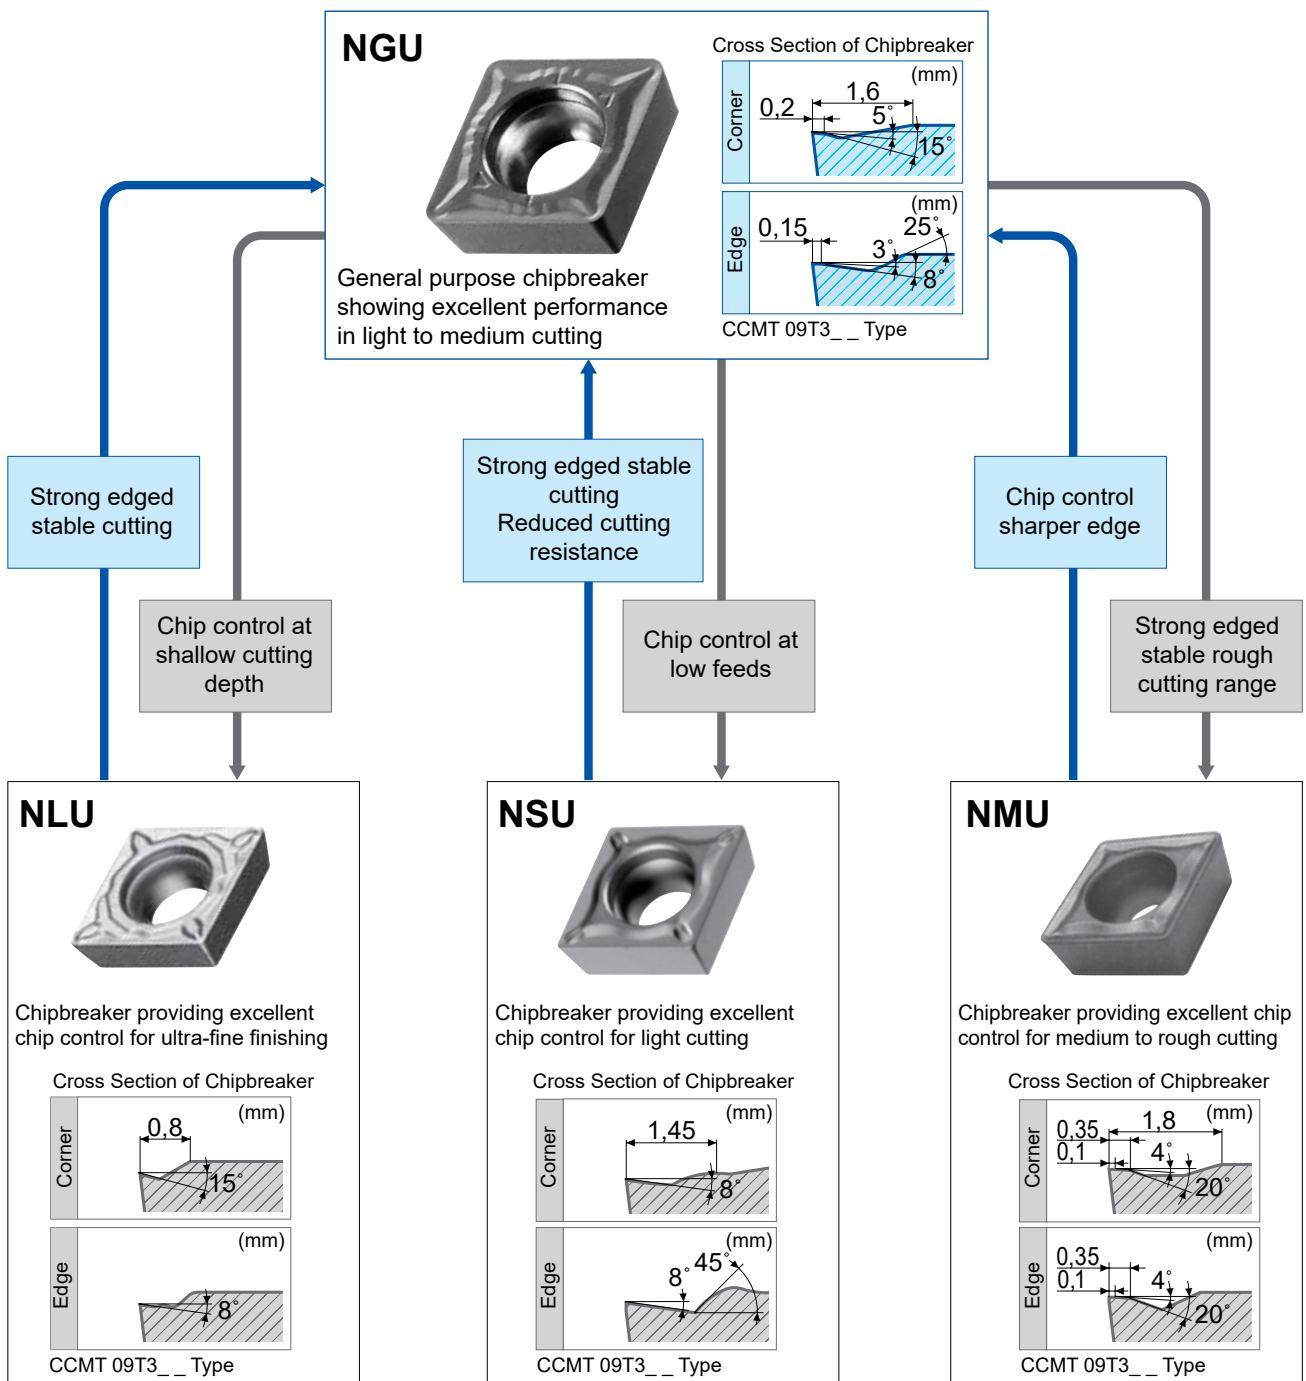 NGU
Cross Section of Chipbreaker
Corner
(mm)
0,2
1,6
5°
15°
Edge
(mm)
0,15
25°
3°
8°
General purpose chipbreaker
showing excellent performance
in light to medium cutting
CCMT 09T3_ _ Type
Strong edged
stable cutting
Strong edged stable
cutting
Reduced cutting
resistance
Chip control
sharper edge
Chip control at
shallow cutting
depth
Chip control at
low feeds
Strong edged
stable rough
cutting range
NLU
Chipbreaker providing excellent
chip control for ultra-fine finishing
Cross Section of Chipbreaker
Corner
(mm)
0,8
15°
Edge
(mm)
8°
CCMT 09T3_ _ Type
NSU
Chipbreaker providing excellent
chip control for light cutting
Cross Section of Chipbreaker
Corner
(mm)
1,45
8°
Edge
(mm)
45°
8°
CCMT 09T3_ _ Type
NMU
Chipbreaker providing excellent chip
control for medium to rough cutting
Cross Section of Chipbreaker
Corner
(mm)
0,35
1,8
0,1
4°
20°
Edge
(mm)
0,35
0,1
4°
20°
CCMT 09T3_ _ Type